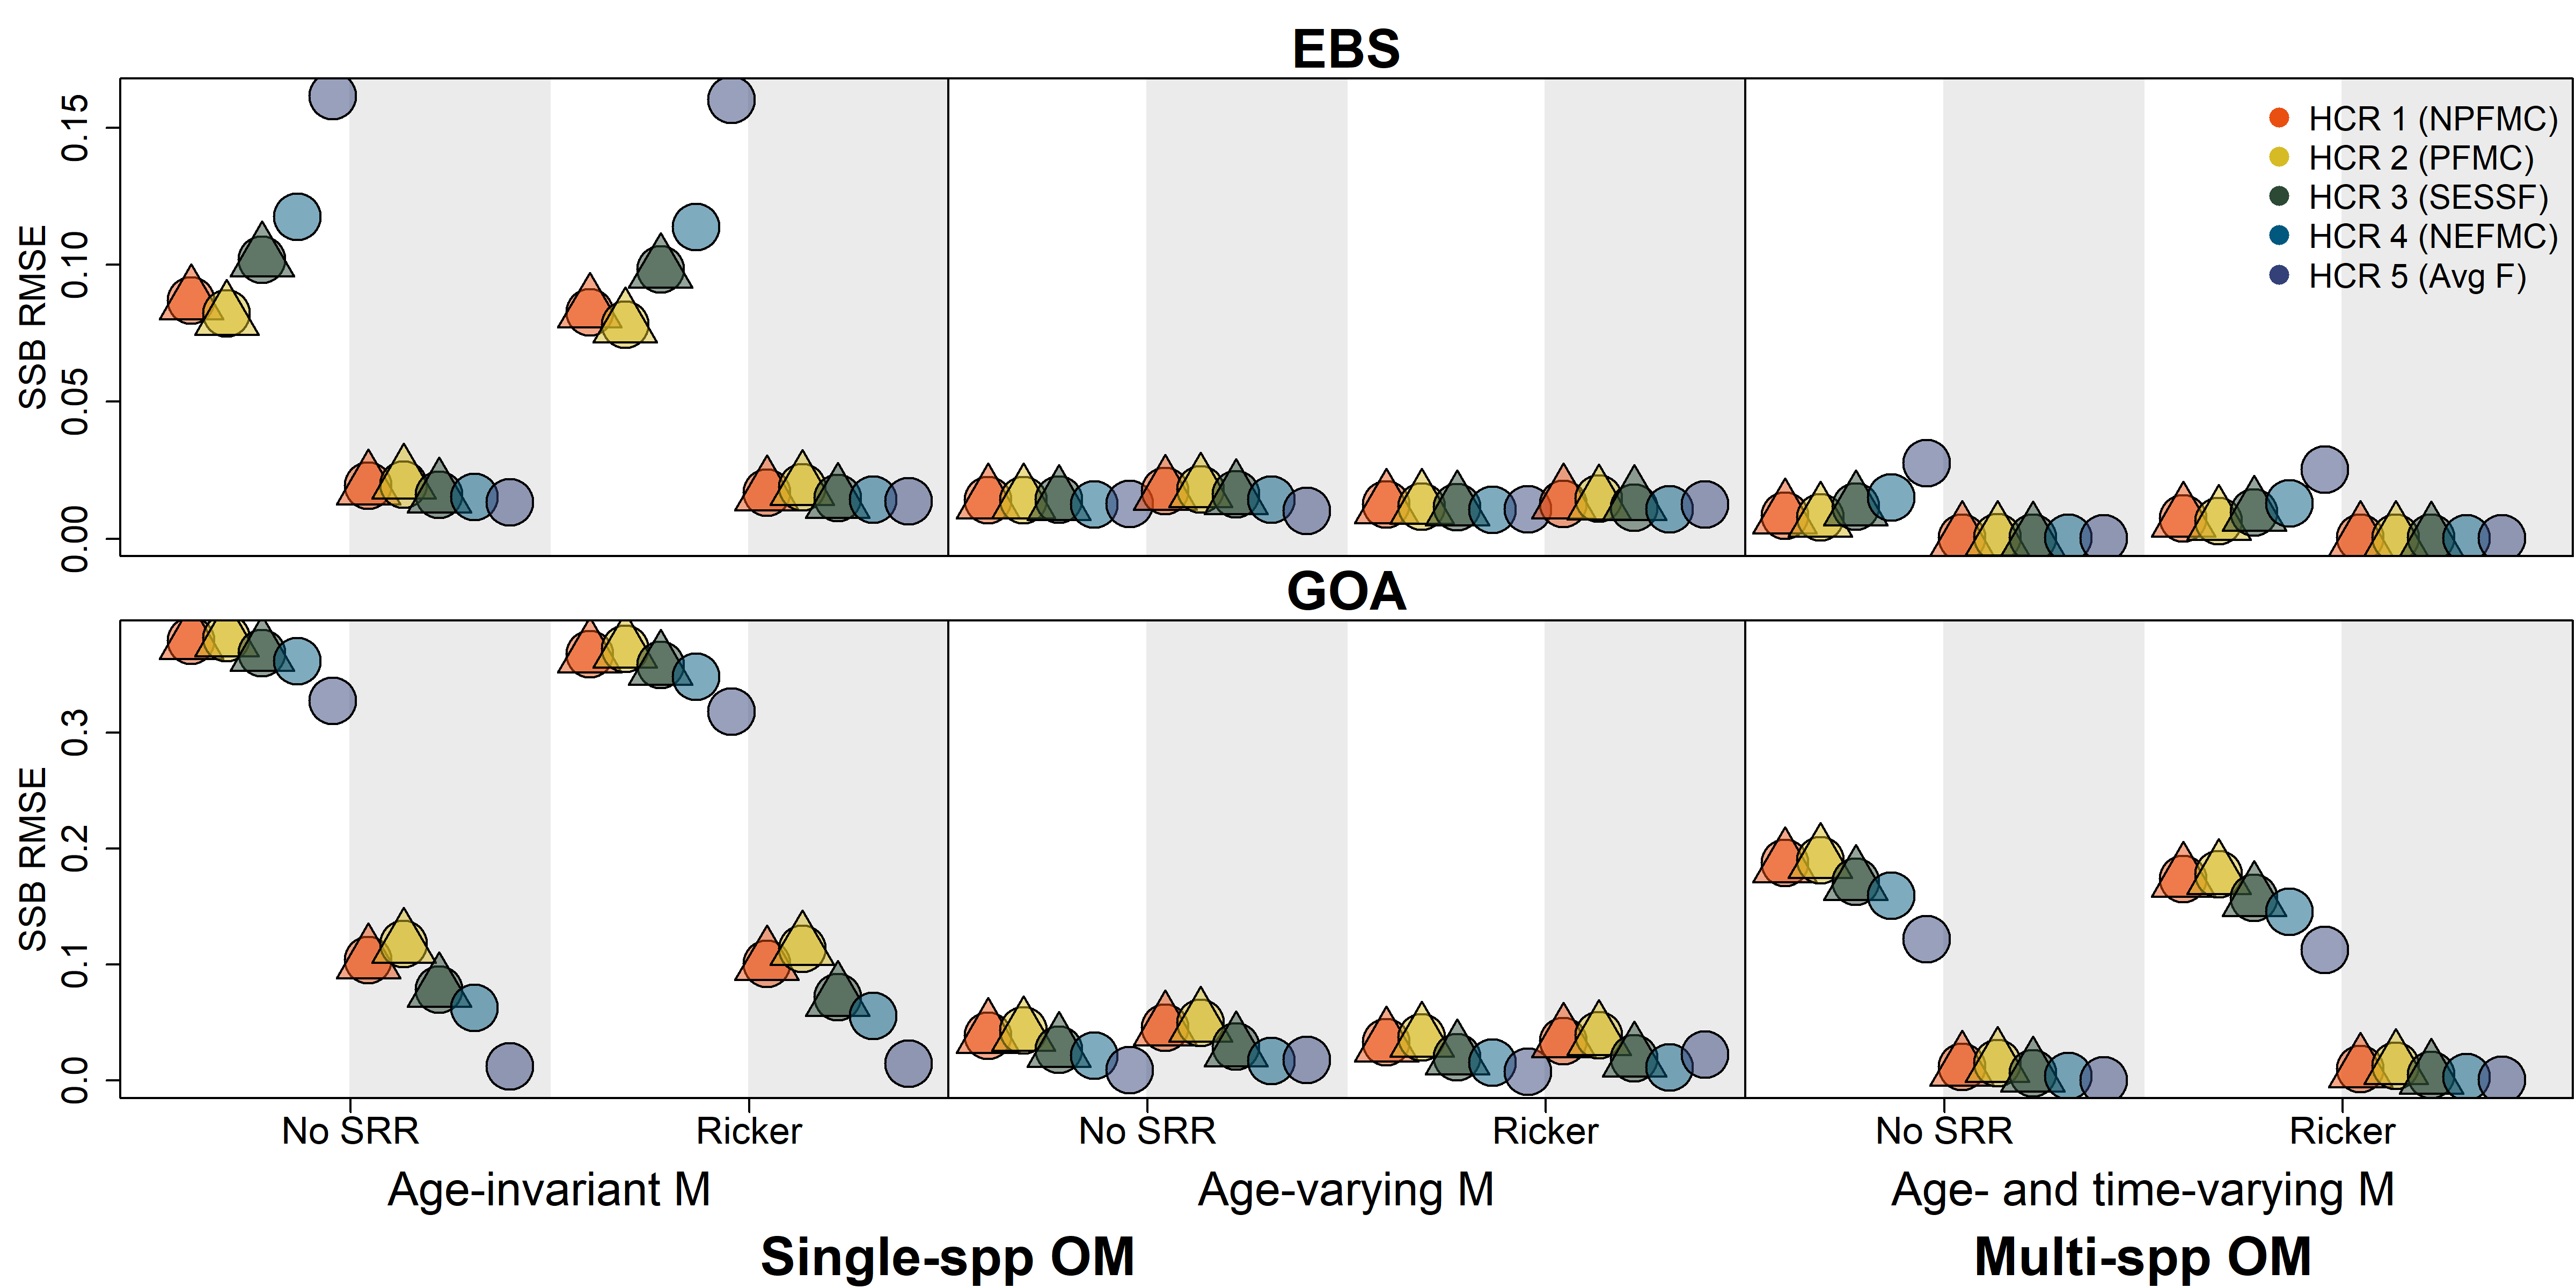 EBS
SSB RMSE
0.15
0.10
0.05
0.00
HCR 1 (NPFMC)
HCR 2 (PFMC)
HCR 3 (SESSF)
HCR 4 (NEFMC)
HCR 5 (Avg F)
GOA
SSB RMSE
0.3
0.2
0.1
0.0
No SRR Ricker No SRR Ricker No SRR Ricker
Age-invariant M Age-varying M Age- and time-varying M
Single-spp OM Multi-spp OM